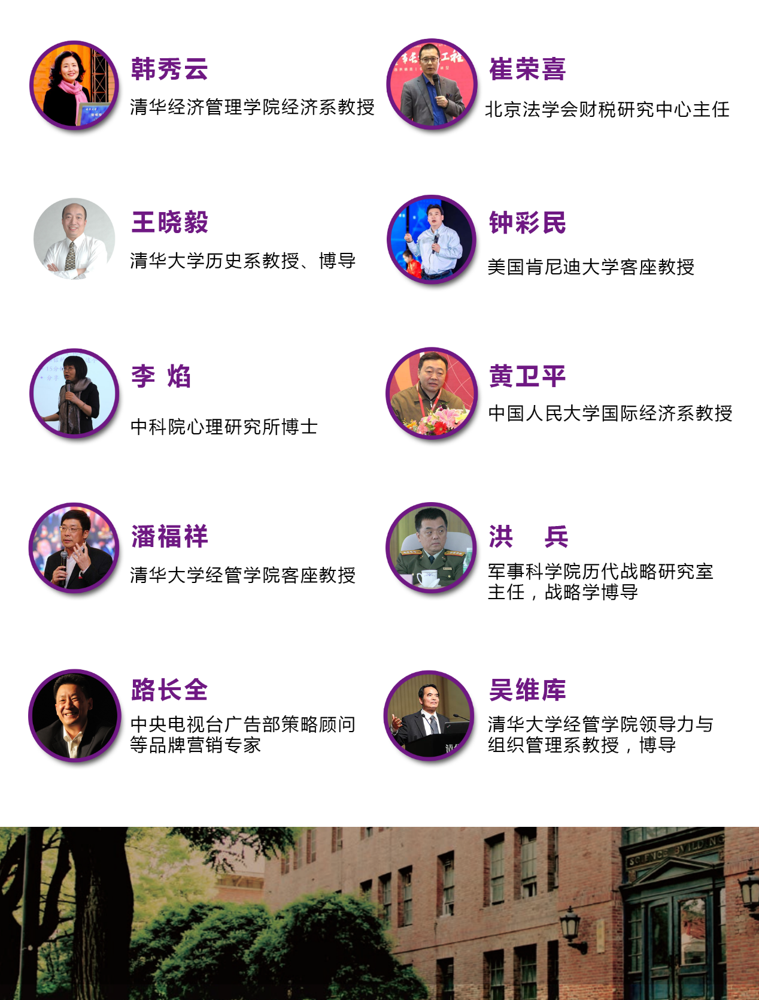 韩秀云
清华经济管理学院经济系教授
崔荣喜
北京法学会财税研究中心主任
王晓毅
清华大学历史系教授、博导
钟彩民
美国肯尼迪大学客座教授
李 焰
中科院心理研究所博士
黄卫平
中国人民大学国际经济系教授
潘福祥
清华大学经管学院客座教授
洪 兵
军事科学院历代战略研究室
主任，战略学博导
路长全
中央电视台广告部策略顾问
等品牌营销专家
吴维库
清华大学经管学院领导力与
组织管理系教授，博导
SCIENCE BVILDING